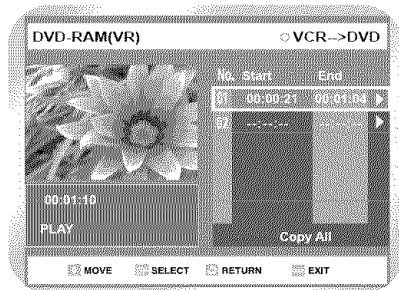 DVD-RAM(VR) VCR-->DVD
No. Start End
01 00:00:21 00:01:04
02 --:--:-- --:--:--
00:01:10
PLAY
Copy All
MOVE SELECT RETURN EXIT